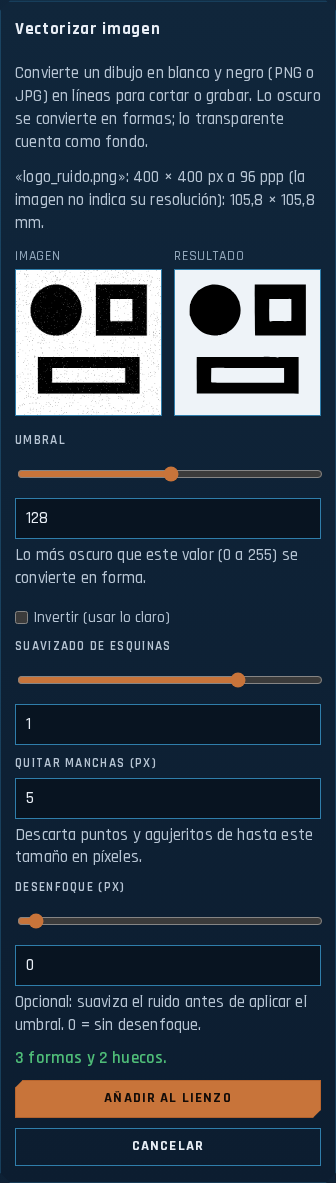 Vectorizar imagen
Convierte un dibujo en blanco y negro (PNG o
JPG) en líneas para cortar o grabar. Lo oscuro
se convierte en formas; lo transparente
cuenta como fondo.
«logo_ruido.png»: 400 × 400 px a 96 ppp (la
imagen no indica su resolución): 105,8 × 105,8
mm.
IMAGEN RESULTADO
UMBRAL
128
Lo más oscuro que este valor (0 a 255) se
convierte en forma.
Invertir (usar lo claro)
SUAVIZADO DE ESQUINAS
1
QUITAR MANCHAS (PX)
5
Descarta puntos y agujeritos de hasta este
tamaño en píxeles.
DESENFOQUE (PX)
0
Opcional: suaviza el ruido antes de aplicar el
umbral. 0 = sin desenfoque.
3 formas y 2 huecos.
AÑADIR AL LIENZO
CANCELAR